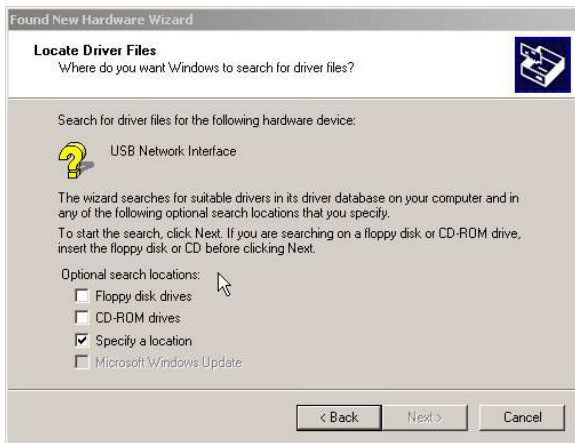 Found New Hardware Wizard
Locate Driver Files
Where do you want Windows to search for driver files?
Search for driver files for the following hardware device:
USB Network Interface
The wizard searches for suitable drivers in its driver database on your computer and in
any of the following optional search locations that you specify.
To start the search, click Next. If you are searching on a floppy disk or CD-ROM drive,
insert the floppy disk or CD before clicking Next.
Optional search locations:
Floppy disk drives
CD-ROM drives
Specify a location
Microsoft Windows Update
< Back
Next >
Cancel